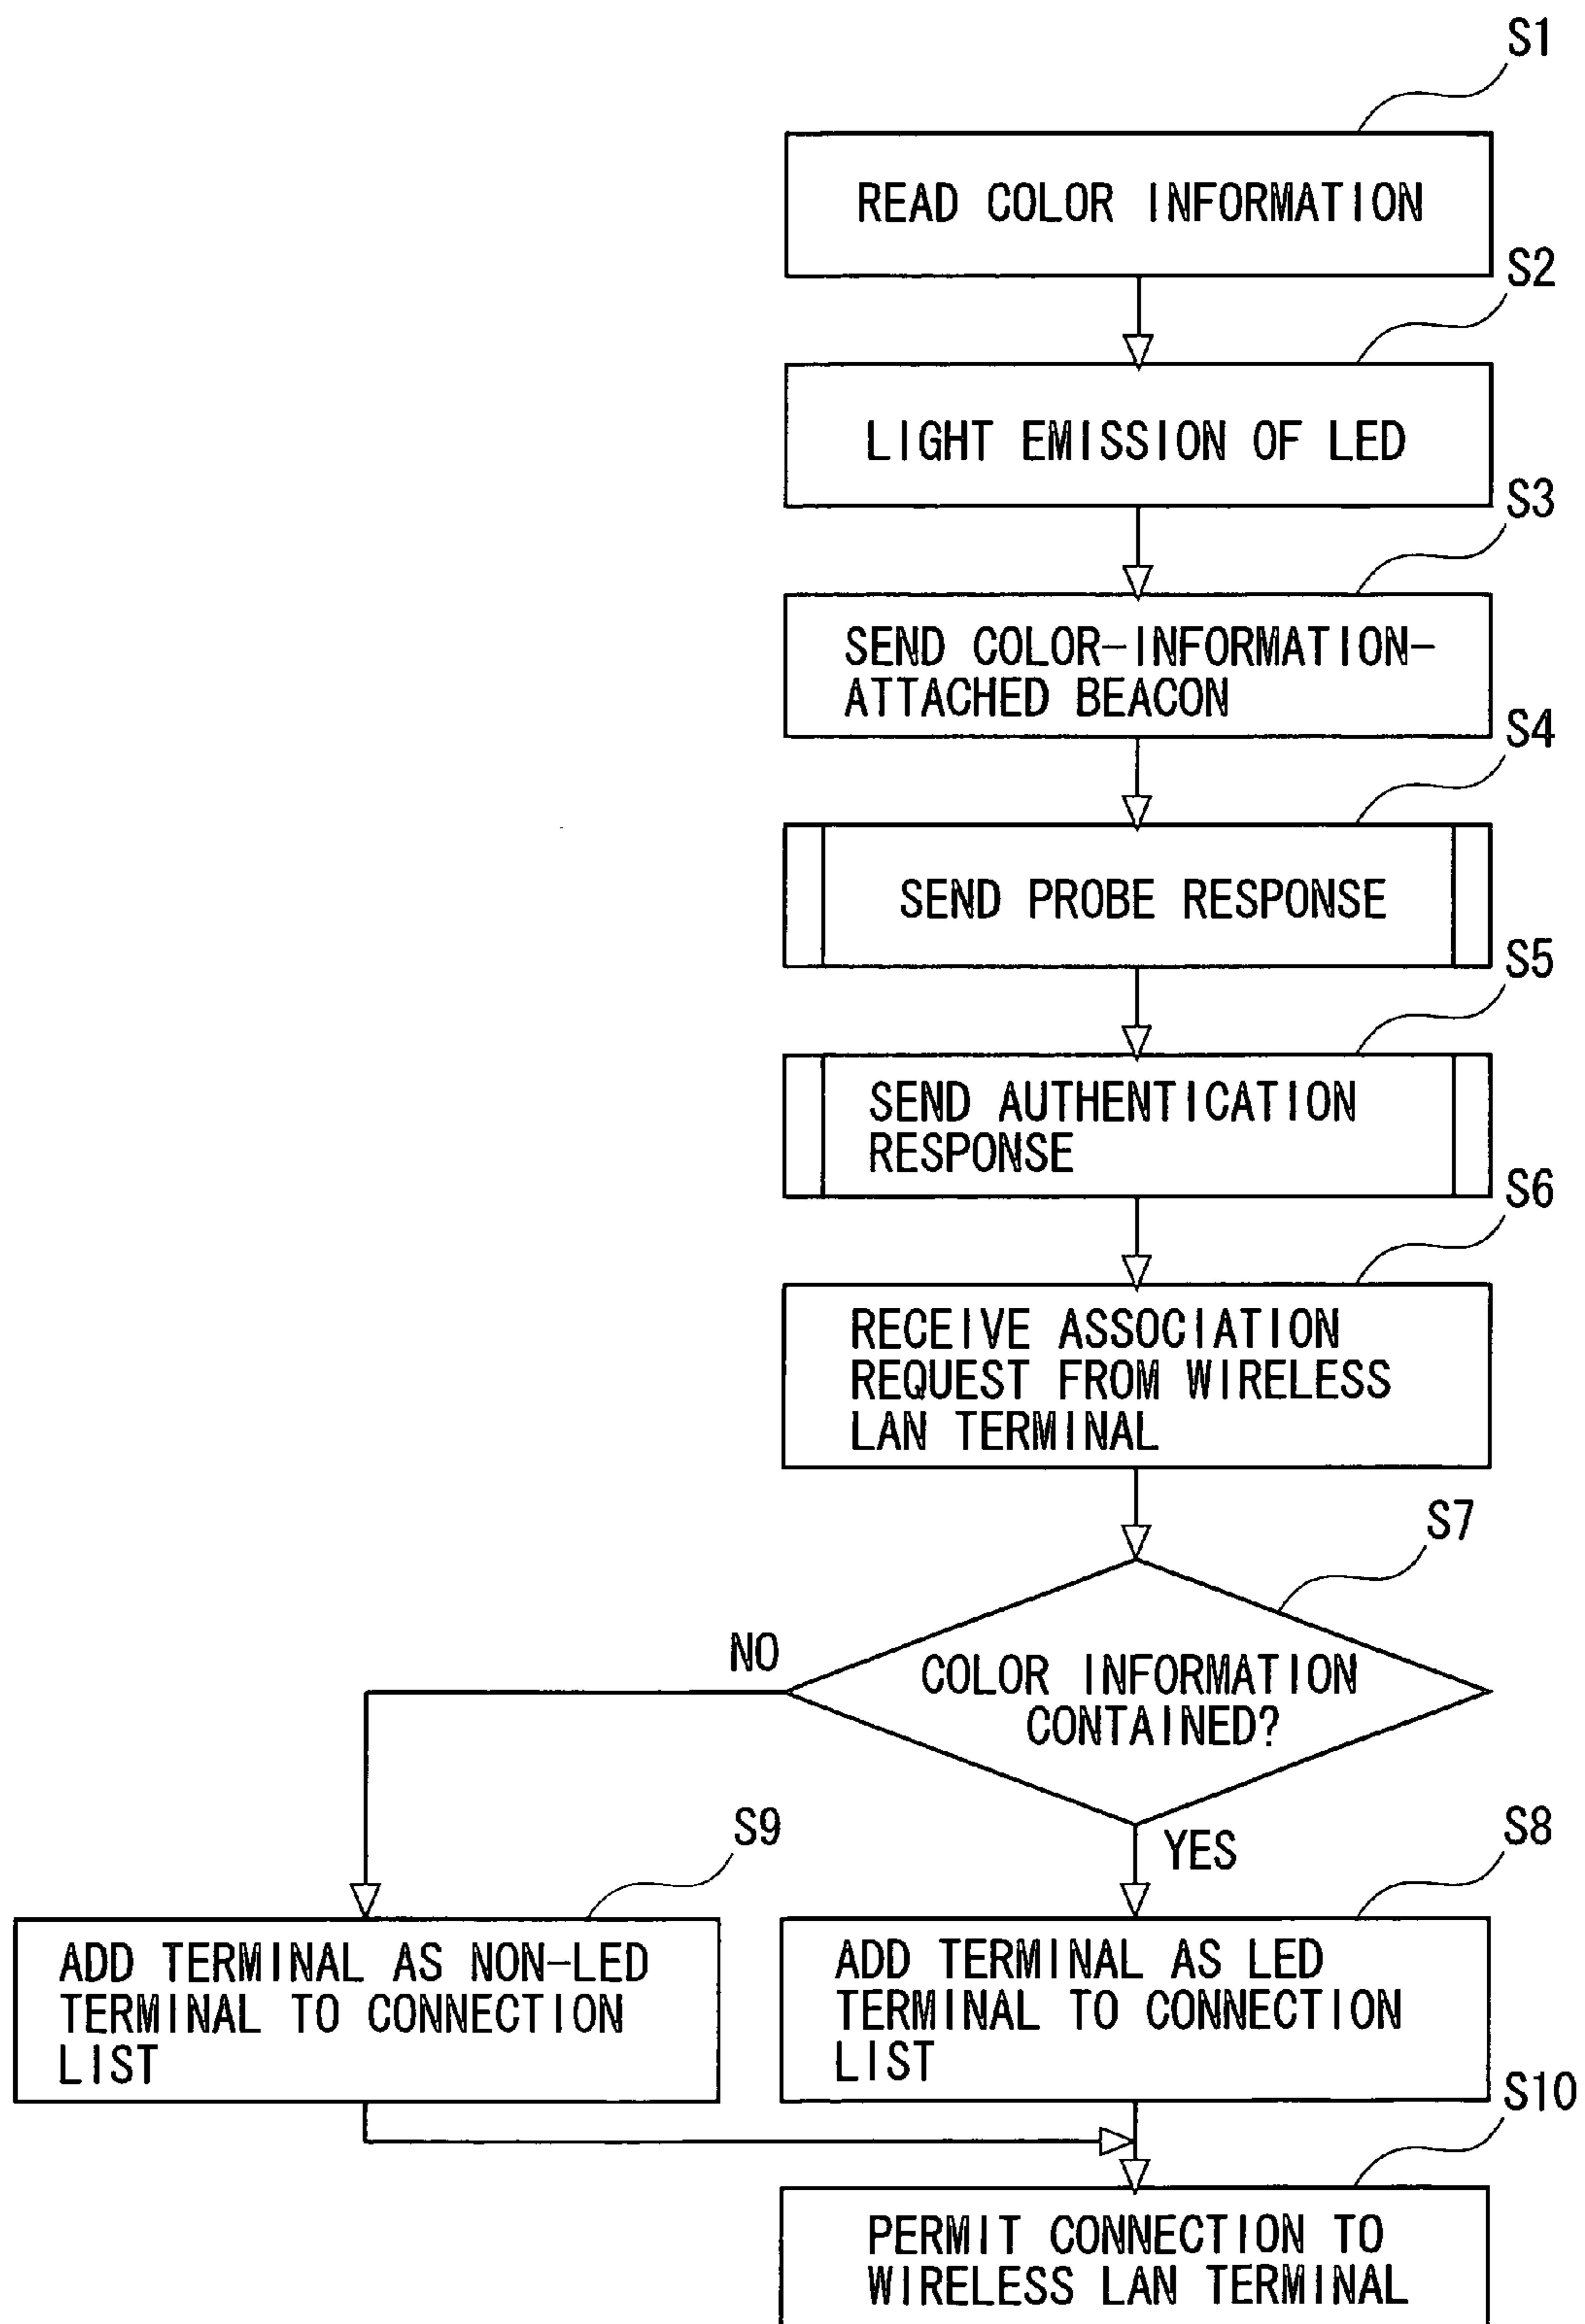 S1
READ COLOR INFORMATION
S2
LIGHT EMISSION OF LED
S3
SEND COLOR-INFORMATION-
ATTACHED BEACON
S4
SEND PROBE RESPONSE
S5
SEND AUTHENTICATION
RESPONSE
S6
RECEIVE ASSOCIATION
REQUEST FROM WIRELESS
LAN TERMINAL
S7
NO
COLOR INFORMATION
CONTAINED?
YES
S9
ADD TERMINAL AS NON-LED
TERMINAL TO CONNECTION
LIST
S8
ADD TERMINAL AS LED
TERMINAL TO CONNECTION
LIST
S10
PERMIT CONNECTION TO
WIRELESS LAN TERMINAL